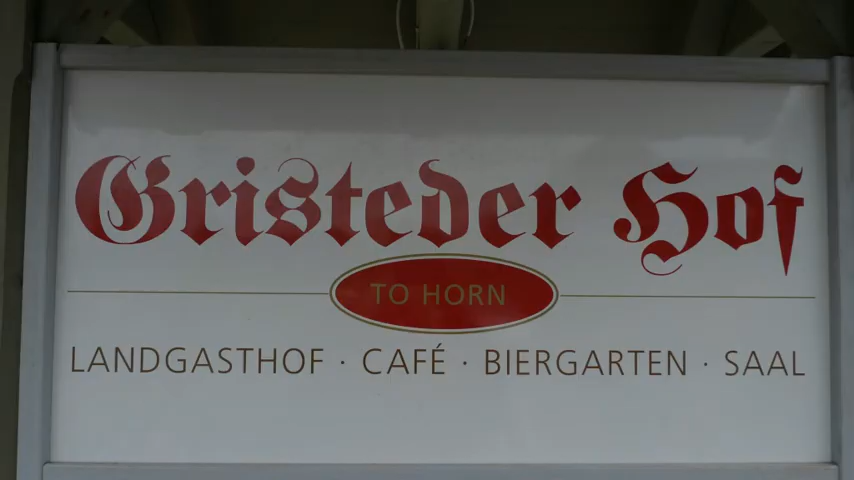 Gristeder Hof
TO HORN
LANDGASTHOF · CAFÉ · BIERGARTEN · SAAL